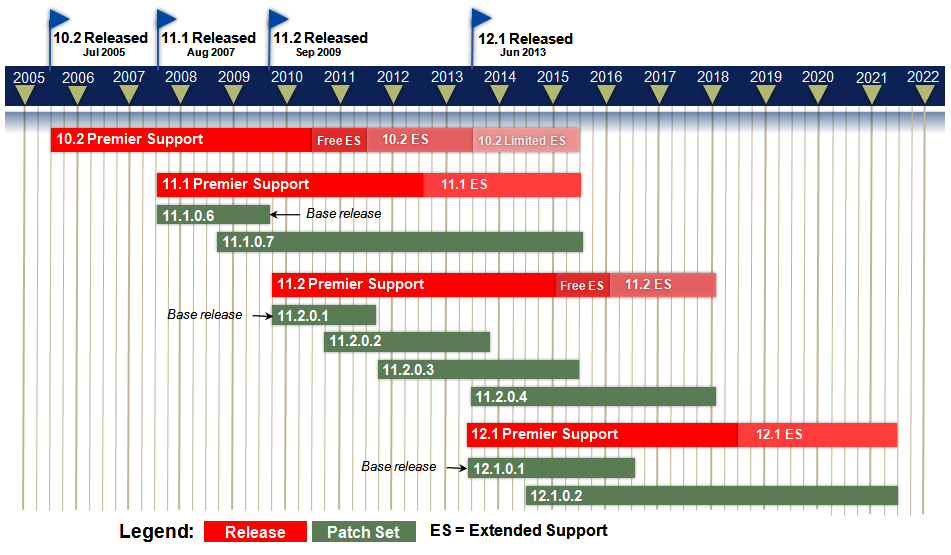 10.2 Released
Jul 2005
11.1 Released
Aug 2007
11.2 Released
Sep 2009
12.1 Released
Jun 2013
2005 2006 2007 2008 2009 2010 2011 2012 2013 2014 2015 2016 2017 2018 2019 2020 2021 2022
10.2 Premier Support Free ES 10.2 ES 10.2 Limited ES
11.1 Premier Support 11.1 ES
11.1.0.6 Base release
11.1.0.7
11.2 Premier Support Free ES 11.2 ES
Base release 11.2.0.1
11.2.0.2
11.2.0.3
11.2.0.4
12.1 Premier Support 12.1 ES
Base release 12.1.0.1
12.1.0.2
Legend: Release Patch Set ES = Extended Support